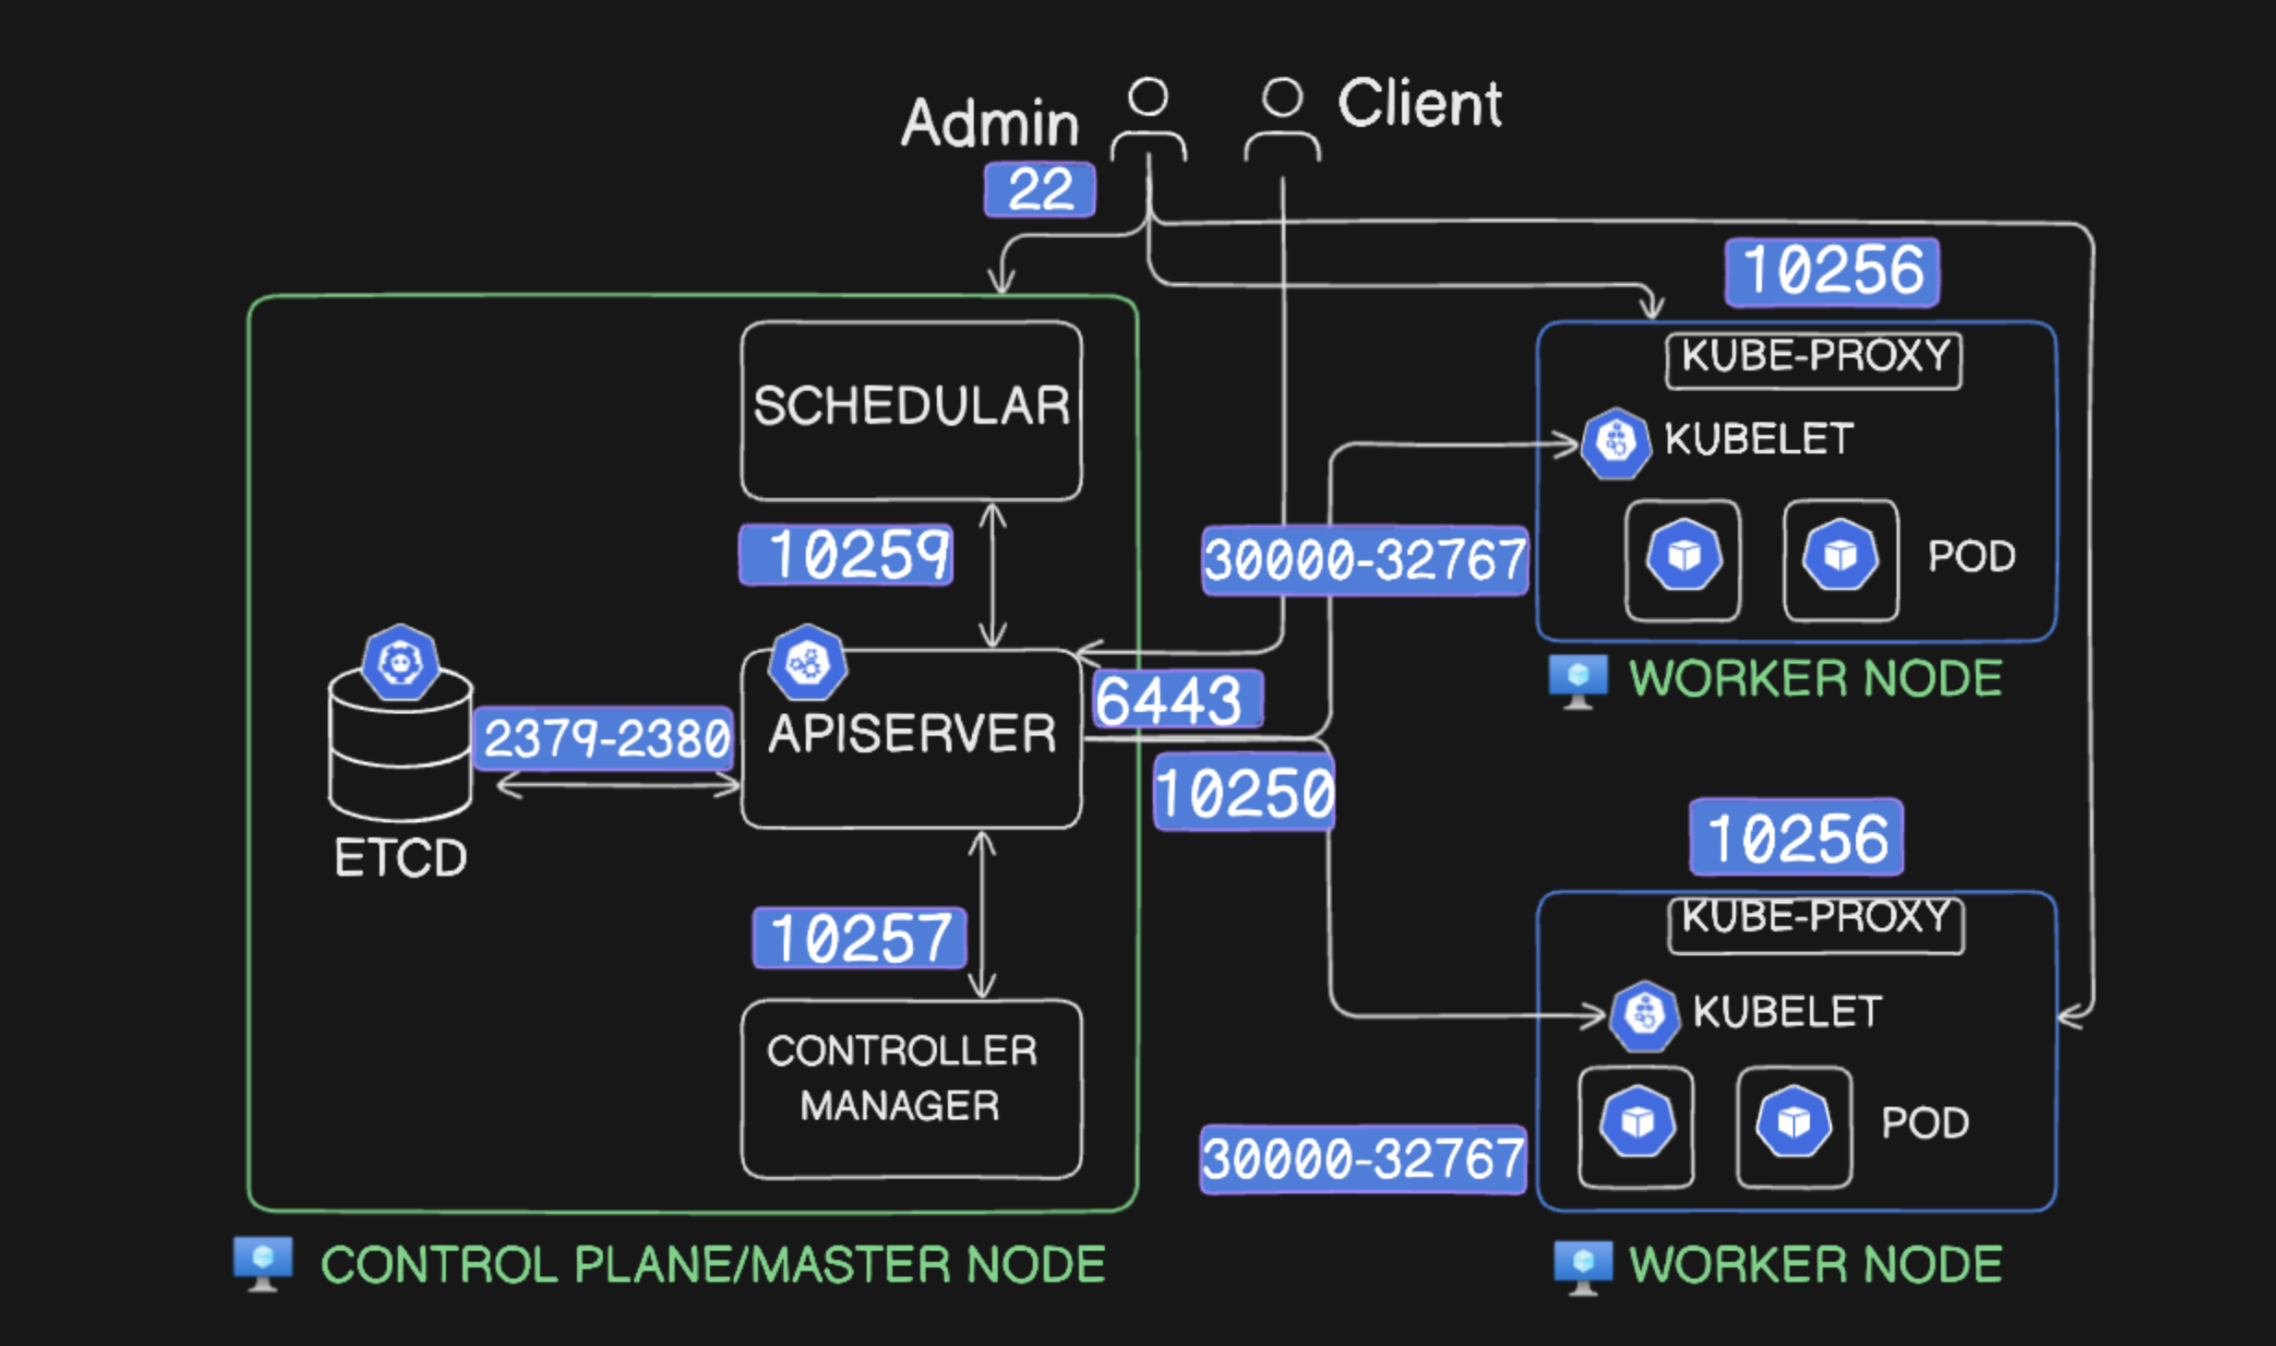 Admin
Client
22
10256
KUBE-PROXY
SCHEDULAR
KUBELET
10259
30000-32767
POD
WORKER NODE
6443
2379-2380
APISERVER
10250
10256
ETCD
KUBE-PROXY
10257
KUBELET
CONTROLLER
MANAGER
POD
30000-32767
CONTROL PLANE/MASTER NODE
WORKER NODE